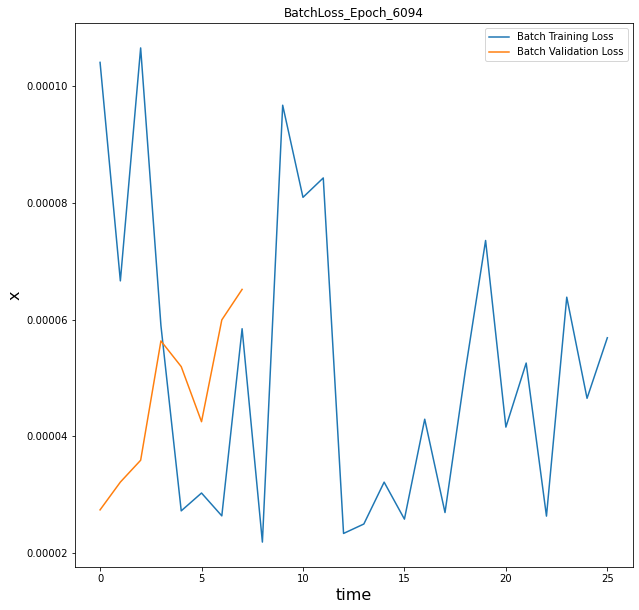 BatchLoss_Epoch_6094
Batch Training Loss
Batch Validation Loss
0.00010
0.00008
0.00006
0.00004
0.00002
x
0 5 10 15 20 25
time